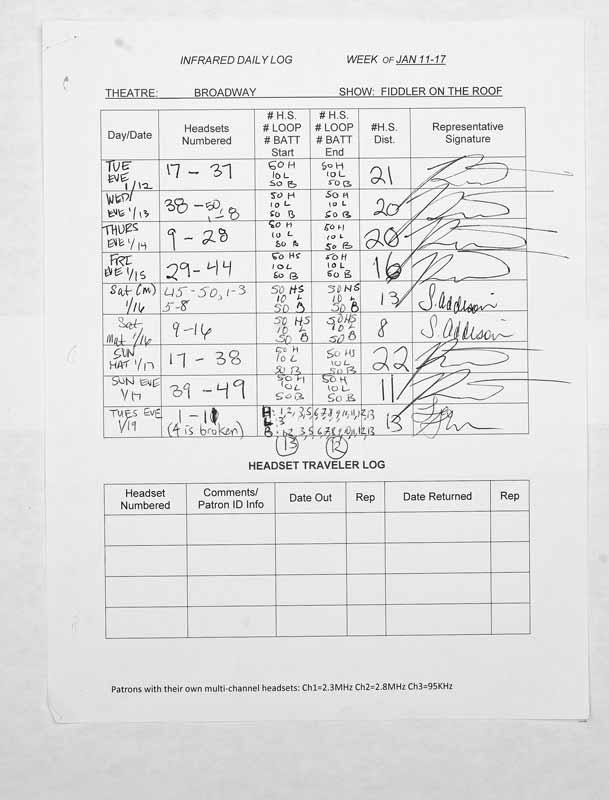 INFRARED DAILY LOG WEEK OF JAN 11-17
THEATRE: BROADWAY SHOW: FIDDLER ON THE ROOF
Day/Date
Headsets
Numbered
# H.S.
# LOOP
# BATT
Start
# H.S.
# LOOP
# BATT
End
#H.S.
Dist.
Representative
Signature
TUE
EVE
1/12
17 - 37
50 H
10 L
50 B
50 H
10 L
50 B
21
WED/
EVE 1/13
38 - 50,
1-8
50 H
10 L
50 B
50 H
10 L
50 B
20
THURS
EVE 1/14
9 - 28
50 H
10 L
50 B
50 H
10 L
50 B
20
FRI
EVE 1/15
29 - 44
50 HS
10 L
50 B
50 H
10 L
50 B
16
Sat (m)
1/16
45 - 50, 1-3
5-8
50 HS
10 L
50 B
50 HS
10 L
50 B
13
S. Addison
Sat
Mat 1/16
9-16
50 HS
10 L
50 B
50 HS
10 L
50 B
8
S. Addison
SUN
MAT 1/17
17 - 38
50 H
10 L
50 B
50 HS
10 L
50 B
22
SUN EVE
1/17
39 - 49
50 H
10 L
50 B
50 H
10 L
50 B
11
TUES EVE
1/19
1 - 11
(4 is broken)
H: 1,2, 3,5,6,7,8,9,10,11,12,13
L: 3
B: 1,2, 3,5,6,7,8,9,10,11,12,13
13
13
12
HEADSET TRAVELER LOG
Headset
Numbered
Comments/
Patron ID Info
Date Out
Rep
Date Returned
Rep
Patrons with their own multi-channel headsets: Ch1=2.3MHz Ch2=2.8MHz Ch3=95KHz